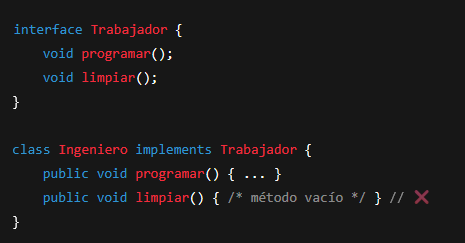 interface Trabajador {
    void programar();
    void limpiar();
}

class Ingeniero implements Trabajador {
    public void programar() { ... }
    public void limpiar() { /* método vacío */ } // ❌
}